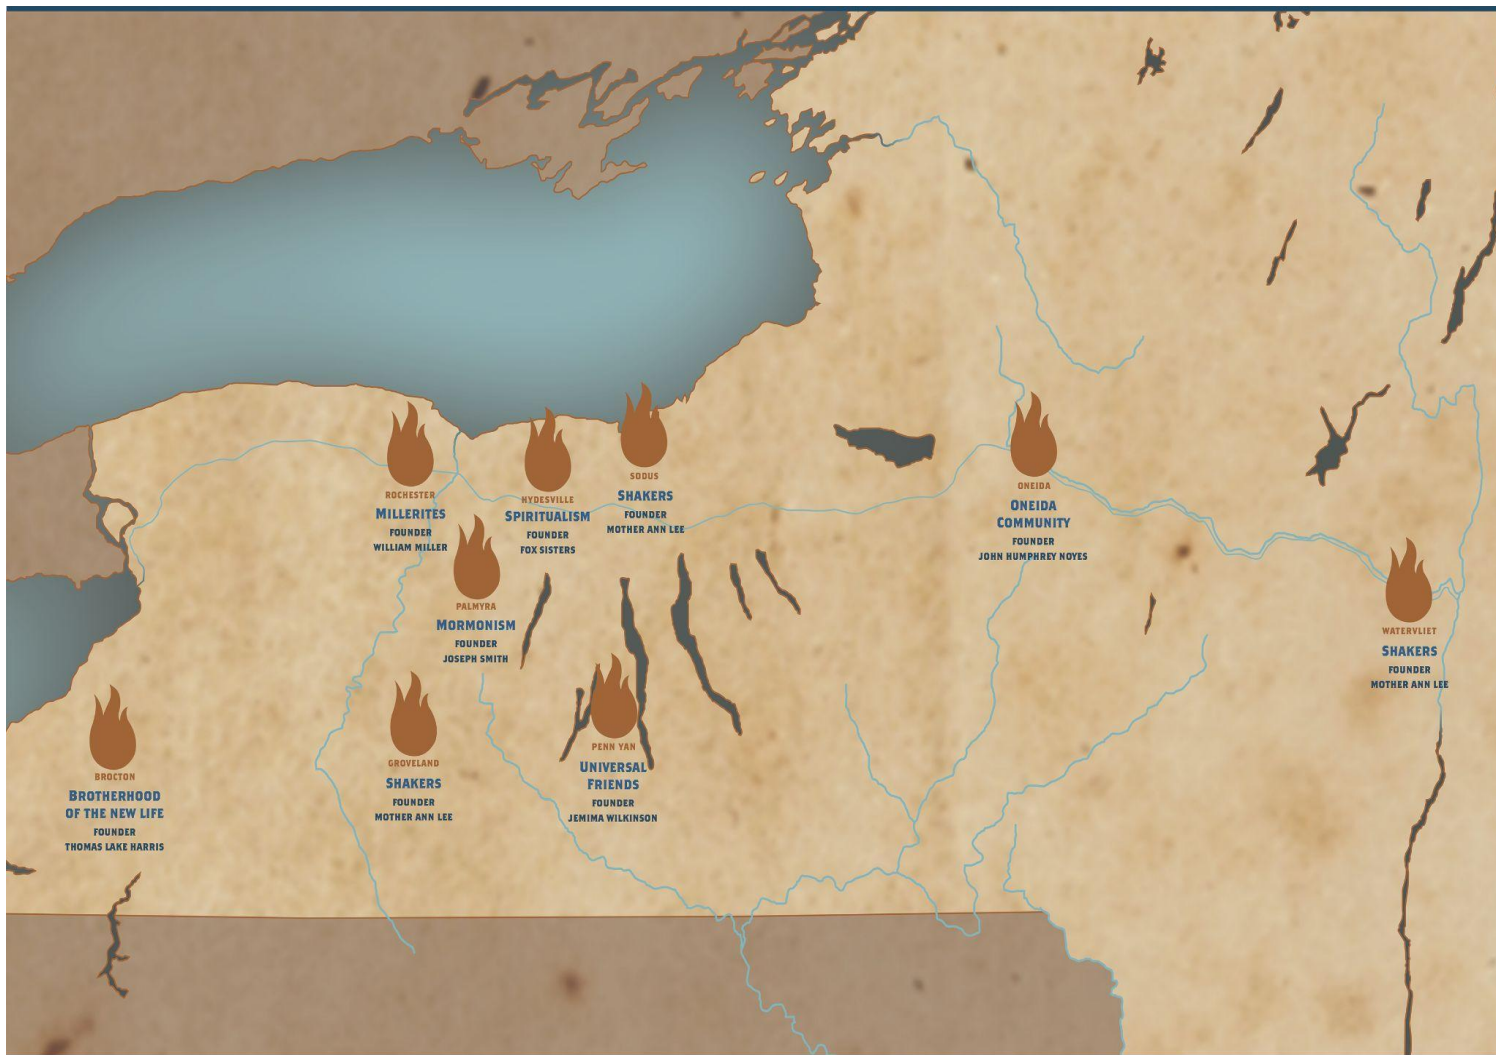 ROCHESTER
MILLERITES
FOUNDER
WILLIAM MILLER
HYDESVILLE
SPIRITUALISM
FOUNDER
FOX SISTERS
SODUS
SHAKERS
FOUNDER
MOTHER ANN LEE
ONEIDA
ONEIDA
COMMUNITY
FOUNDER
JOHN HUMPHREY NOYES
PALMYRA
MORMONISM
FOUNDER
JOSEPH SMITH
WATERVLIET
SHAKERS
FOUNDER
MOTHER ANN LEE
BROCTON
BROTHERHOOD
OF THE NEW LIFE
FOUNDER
THOMAS LAKE HARRIS
GROVELAND
SHAKERS
FOUNDER
MOTHER ANN LEE
PENN YAN
UNIVERSAL
FRIENDS
FOUNDER
JEMIMA WILKINSON